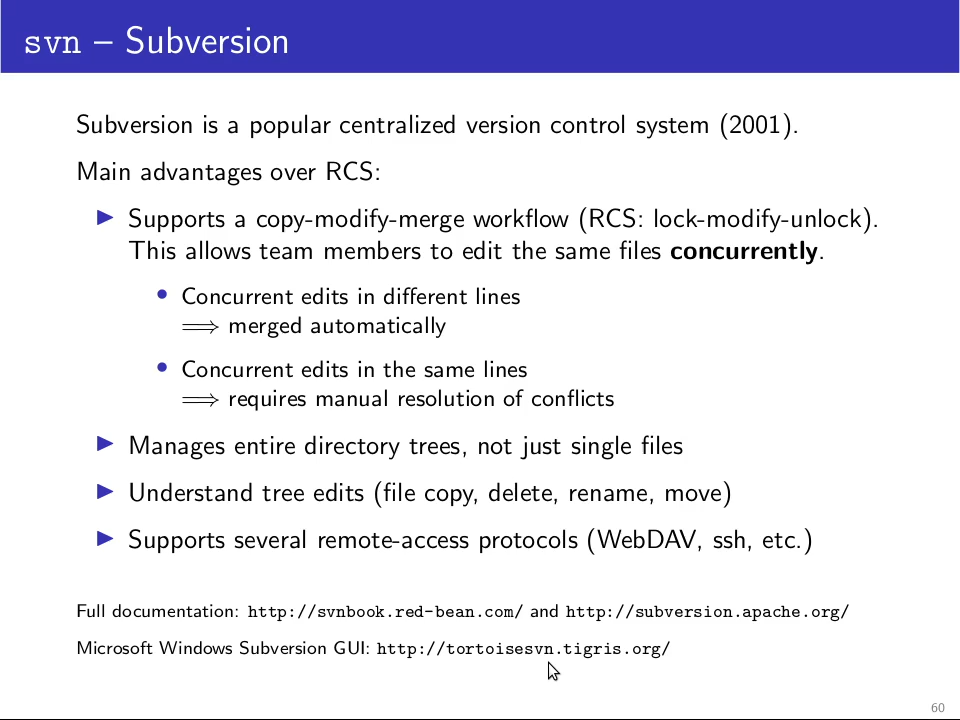 svn – Subversion
Subversion is a popular centralized version control system (2001).
Main advantages over RCS:
▶ Supports a copy-modify-merge workflow (RCS: lock-modify-unlock).
This allows team members to edit the same files concurrently.
• Concurrent edits in different lines
⟹ merged automatically
• Concurrent edits in the same lines
⟹ requires manual resolution of conflicts
▶ Manages entire directory trees, not just single files
▶ Understand tree edits (file copy, delete, rename, move)
▶ Supports several remote-access protocols (WebDAV, ssh, etc.)
Full documentation: http://svnbook.red-bean.com/ and http://subversion.apache.org/
Microsoft Windows Subversion GUI: http://tortoisesvn.tigris.org/
60